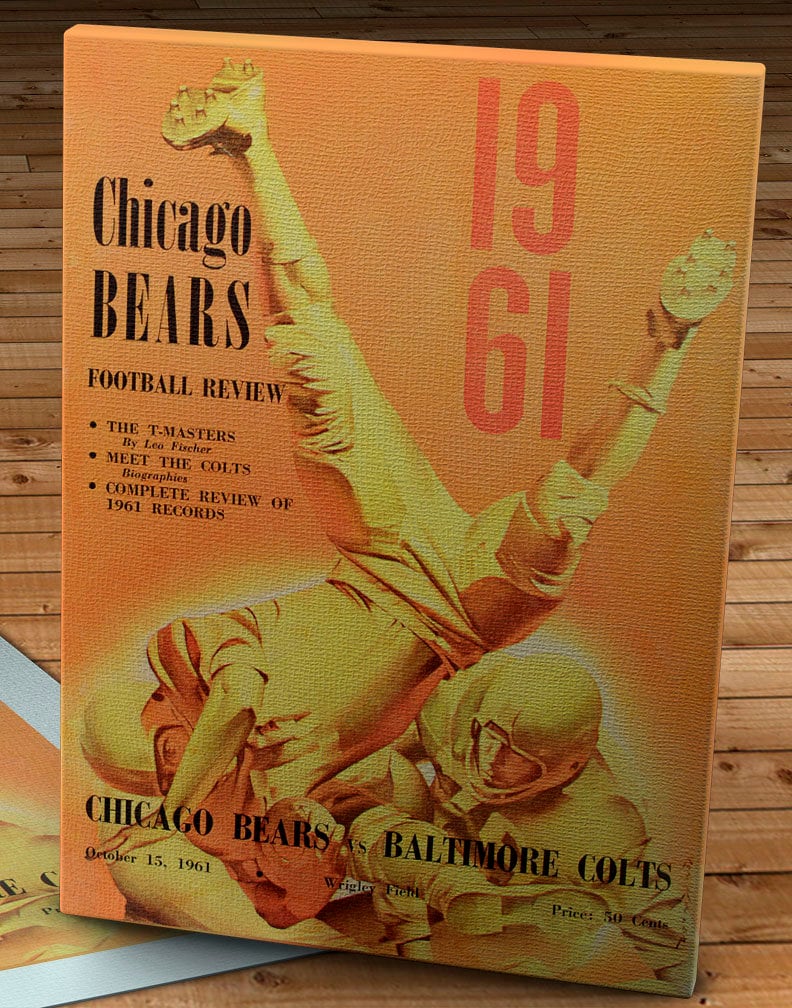 19
61
Chicago
BEARS
FOOTBALL REVIEW
• THE T-MASTERS
By Leo Fischer
• MEET THE COLTS
Biographies
• COMPLETE REVIEW OF
1961 RECORDS
CHICAGO BEARS VS BALTIMORE COLTS
October 15, 1961
Wrigley Field
Price: 50 Cents